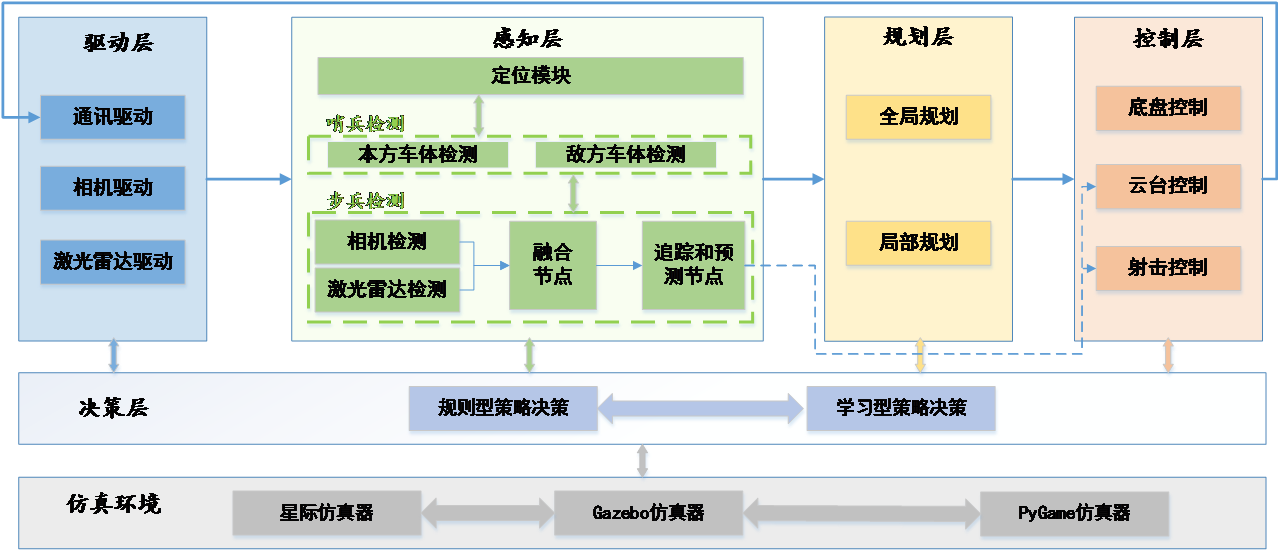 驱动层
通讯驱动
相机驱动
激光雷达驱动
感知层
定位模块
哨兵检测
本方车体检测
敌方车体检测
步兵检测
相机检测
激光雷达检测
融合
节点
追踪和预
测节点
规划层
全局规划
局部规划
控制层
底盘控制
云台控制
射击控制
决策层
规则型策略决策
学习型策略决策
仿真环境
星际仿真器
Gazebo仿真器
PyGame仿真器